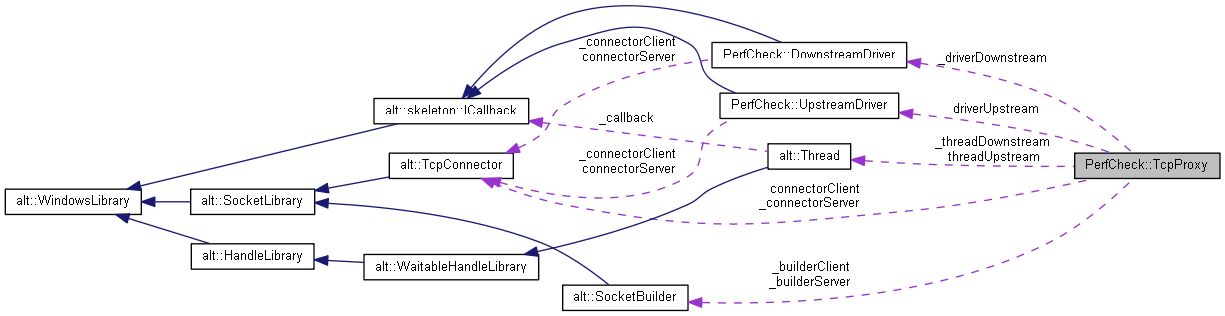 _connectorClient
connectorServer
PerfCheck::DownstreamDriver
_driverDownstream
alt::skeleton::ICallback
PerfCheck::UpstreamDriver
driverUpstream
_callback
_threadDownstream
threadUpstream
alt::TcpConnector
_connectorClient
connectorServer
alt::Thread
PerfCheck::TcpProxy
alt::WindowsLibrary
alt::SocketLibrary
connectorClient
_connectorServer
alt::HandleLibrary
alt::WaitableHandleLibrary
_builderClient
_builderServer
alt::SocketBuilder